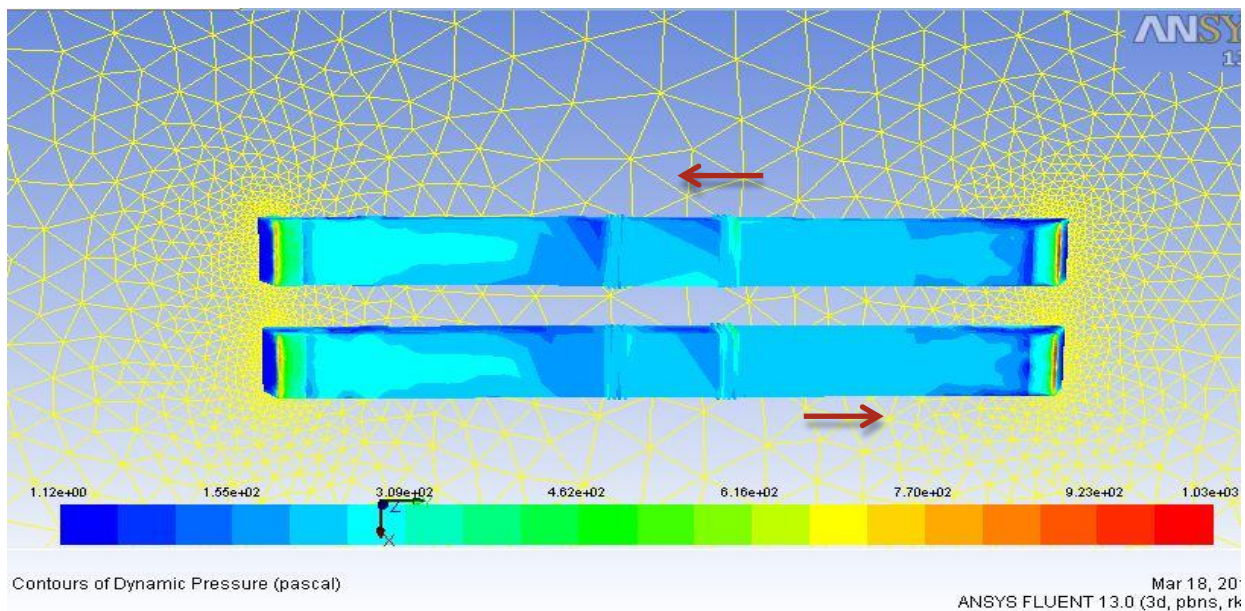 ANSY
13
1.12e+00 1.55e+02 3.09e+02 4.62e+02 6.16e+02 7.70e+02 9.23e+02 1.03e+03
Z
X
Contours of Dynamic Pressure (pascal)
Mar 18, 201
ANSYS FLUENT 13.0 (3d, pbns, rk